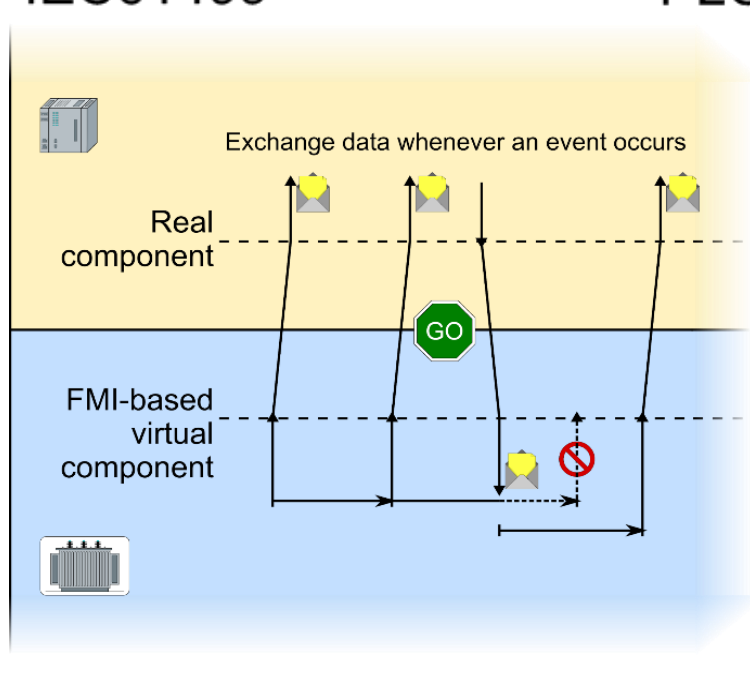 Exchange data whenever an event occurs
Real
component
GO
FMI-based
virtual
component